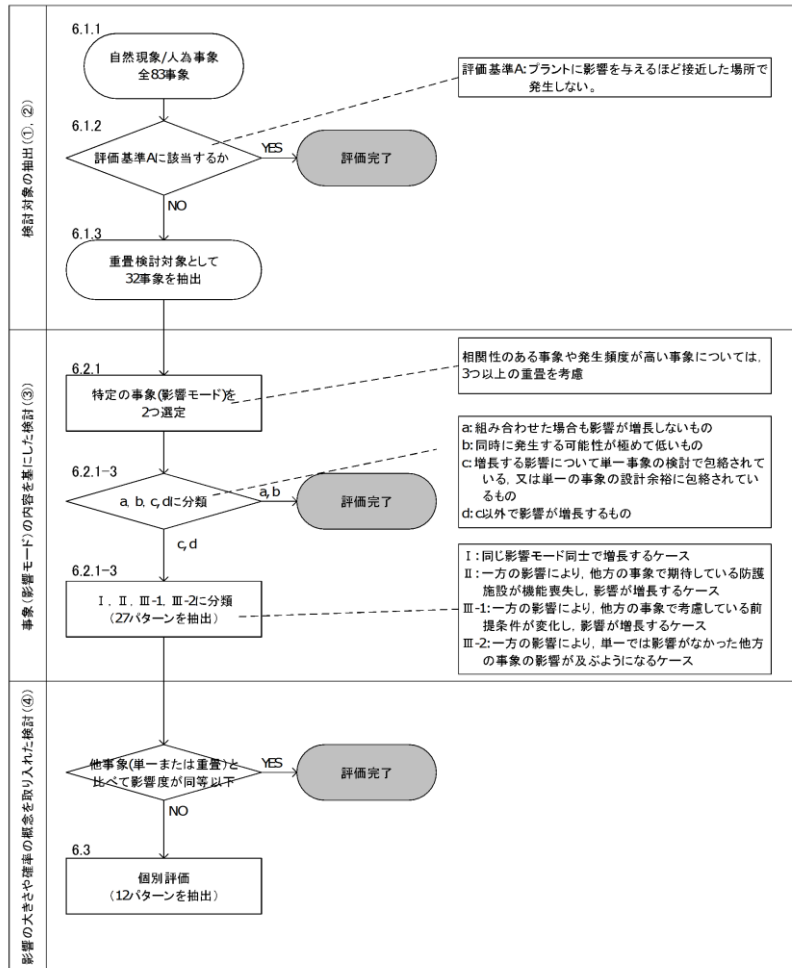 検討対象の抽出(①, ②)
6.1.1
自然現象/人為事象
全83事象
評価基準A:プラントに影響を与えるほど接近した場所で
発生しない。
6.1.2
評価基準Aに該当するか
YES
評価完了
NO
6.1.3
重畳検討対象として
32事象を抽出
事象(影響モード)の内容を基にした検討(③)
6.2.1
特定の事象(影響モード)を
2つ選定
相関性のある事象や発生頻度が高い事象については,
3つ以上の重畳を考慮
6.2.1-3
a, b, c,dに分類
a,b
評価完了
c,d
a:組み合わせた場合も影響が増長しないもの
b:同時に発生する可能性が極めて低いもの
c:増長する影響について単一事象の検討で包絡されて
いる, 又は単一の事象の設計余裕に包絡されてい
るもの
d:c以外で影響が増長するもの
6.2.1-3
Ⅰ, Ⅱ, Ⅲ-1, Ⅲ-2に分類
(27パターンを抽出)
Ⅰ:同じ影響モード同士で増長するケース
Ⅱ:一方の影響により, 他方の事象で期待している防護
施設が機能喪失し, 影響が増長するケース
Ⅲ-1:一方の影響により, 他方の事象で考慮している前
提条件が変化し, 影響が増長するケース
Ⅲ-2:一方の影響により, 単一では影響がなかった他方
の事象の影響が及ぶようになるケース
影響の大きさや確率の概念を取り入れた検討(④)
他事象(単一または重畳)と
比べて影響度が同等以下
YES
評価完了
NO
6.3
個別評価
(12パターンを抽出)